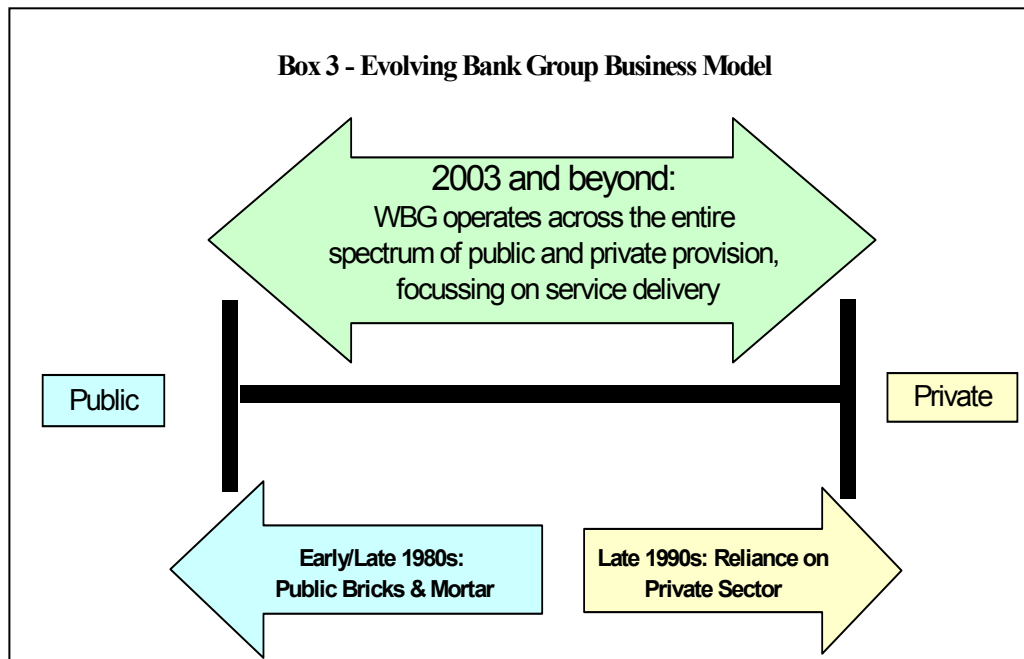 Box 3 - Evolving Bank Group Business Model
2003 and beyond:
WBG operates across the entire
spectrum of public and private provision,
focussing on service delivery
Public
Private
Early/Late 1980s:
Public Bricks & Mortar
Late 1990s: Reliance on
Private Sector